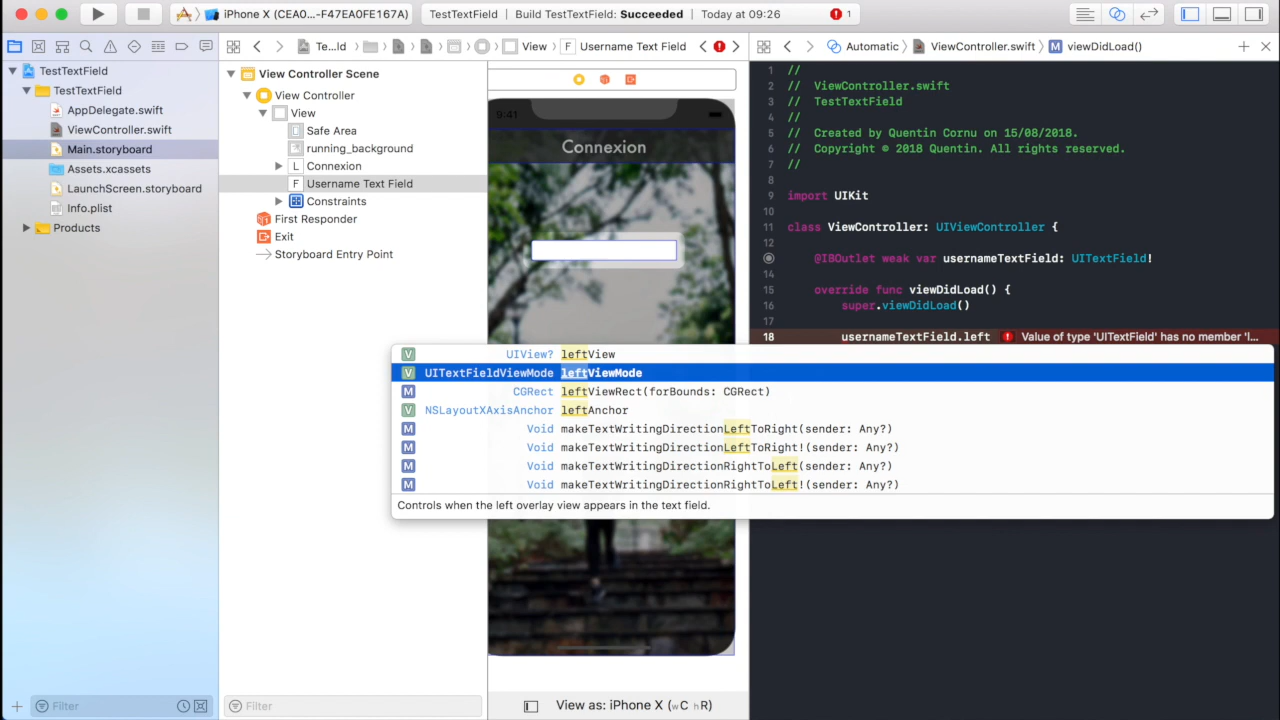 iPhone X (CEA0...-F47EA0FE167A)
TestTextField | Build TestTextField: Succeeded | Today at 09:26
1
Te...ld
View
F Username Text Field
Automatic
ViewController.swift
M viewDidLoad()
TestTextField
TestTextField
AppDelegate.swift
ViewController.swift
Main.storyboard
Assets.xcassets
LaunchScreen.storyboard
Info.plist
Products
Filter
View Controller Scene
View Controller
View
Safe Area
running_background
L Connexion
F Username Text Field
Constraints
First Responder
Exit
Storyboard Entry Point
Filter
9:41
Connexion
View as: iPhone X (wC hR)
1 //
2 // ViewController.swift
3 // TestTextField
4 //
5 // Created by Quentin Cornu on 15/08/2018.
6 // Copyright © 2018 Quentin. All rights reserved.
7 //
8
9 import UIKit
10
11 class ViewController: UIViewController {
12
13 @IBOutlet weak var usernameTextField: UITextField!
14
15 override func viewDidLoad() {
16 super.viewDidLoad()
17
18 usernameTextField.left Value of type 'UITextField' has no member 'l...
V UIView? leftView
V UITextFieldViewMode leftViewMode
M CGRect leftViewRect(forBounds: CGRect)
V NSLayoutXAxisAnchor leftAnchor
M Void makeTextWritingDirectionLeftToRight(sender: Any?)
M Void makeTextWritingDirectionLeftToRight!(sender: Any?)
M Void makeTextWritingDirectionRightToLeft(sender: Any?)
M Void makeTextWritingDirectionRightToLeft!(sender: Any?)
Controls when the left overlay view appears in the text field.